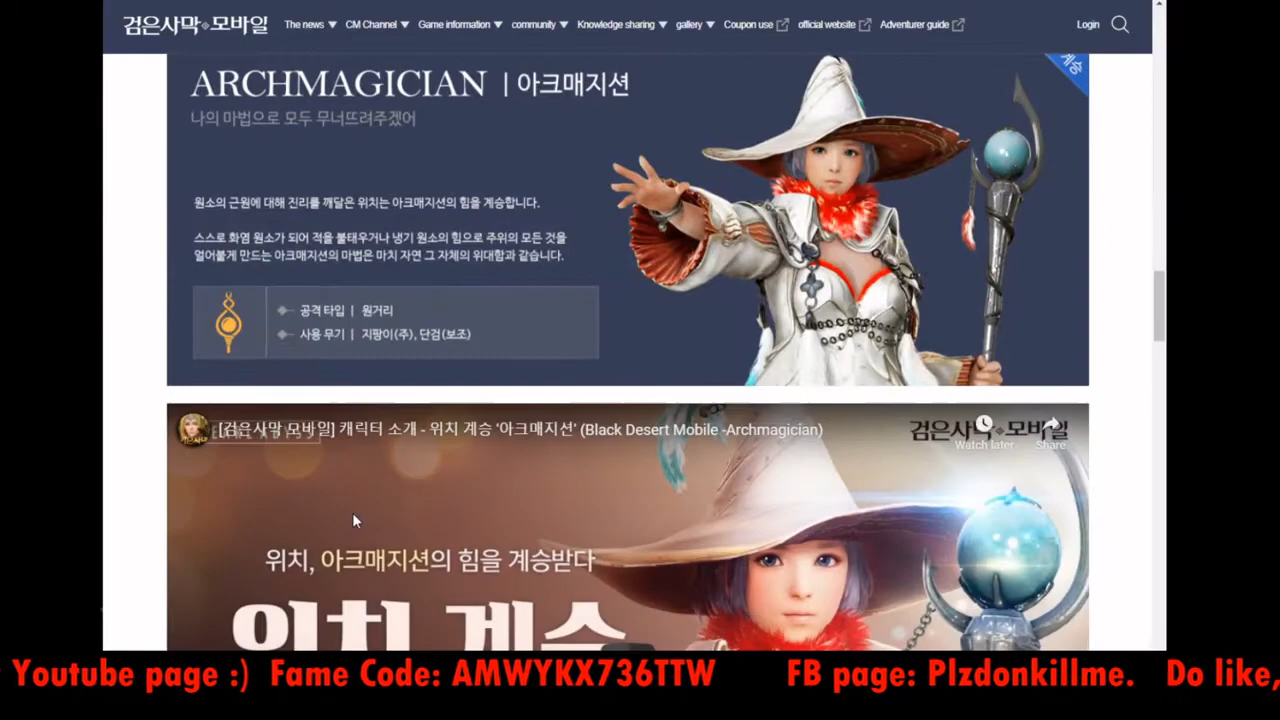 검은사막 모바일 The news CM Channel Game information community Knowledge sharing gallery Coupon use official website Adventurer guide Login
계승
ARCHMAGICIAN | 아크매지션
나의 마법으로 모두 무너뜨려주겠어
원소의 근원에 대해 진리를 깨달은 위치는 아크매지션의 힘을 계승합니다.
스스로 화염 원소가 되어 적을 불태우거나 냉기 원소의 힘으로 주위의 모든 것을
얼어붙게 만드는 아크매지션의 마법은 마치 자연 그 자체의 위대함과 같습니다.
공격 타입 | 원거리
사용 무기 | 지팡이(주), 단검(보조)
[검은사막 모바일] 캐릭터 소개 - 위치 계승 '아크매지션' (Black Desert Mobile -Archmagician)
검은사막 모바일
Watch later Share
위치, 아크매지션의 힘을 계승받다
위치 계승
Youtube page :) Fame Code: AMWYKX736TTW FB page: Plzdonkillme. Do like,